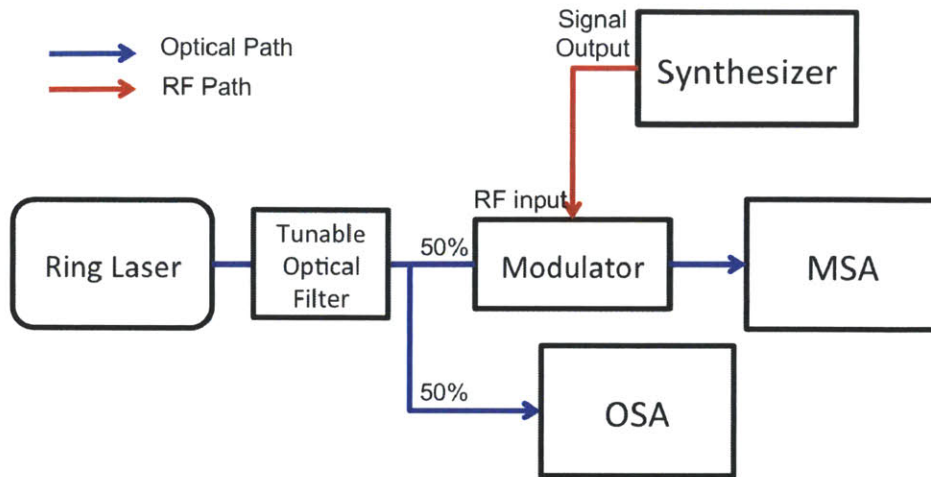 Optical Path
RF Path
Signal
Output
Synthesizer
RF input
Ring Laser
Tunable
Optical
Filter
50%
Modulator
MSA
50%
OSA